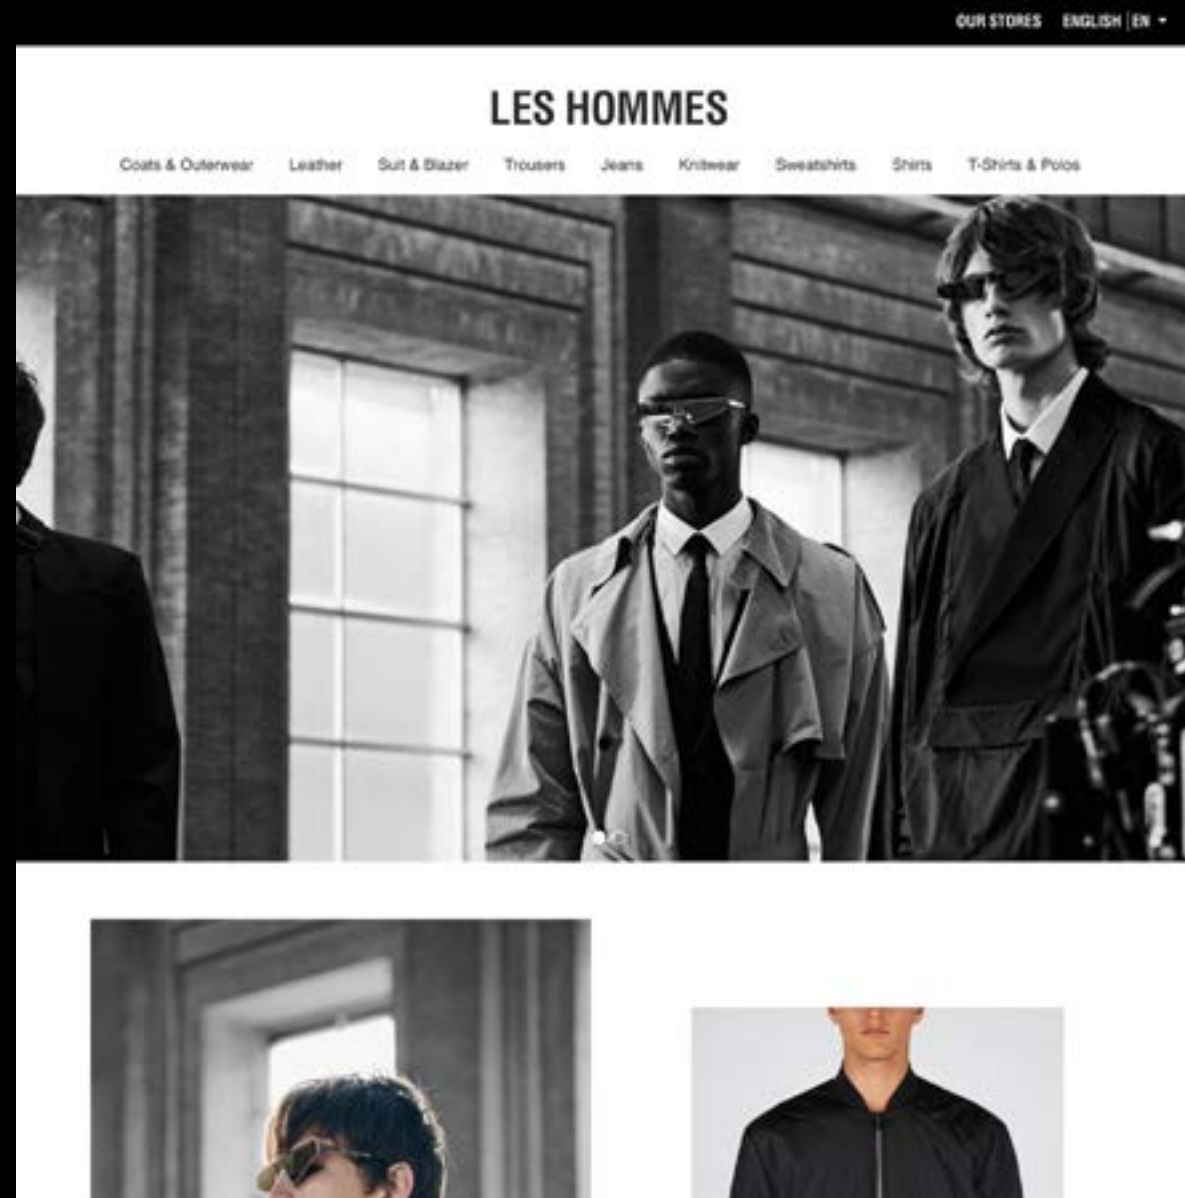 OUR STORES ENGLISH | EN
LES HOMMES
Coats & Outerwear Leather Suit & Blazer Trousers Jeans Knitwear Sweatshirts Shirts T-Shirts & Polos